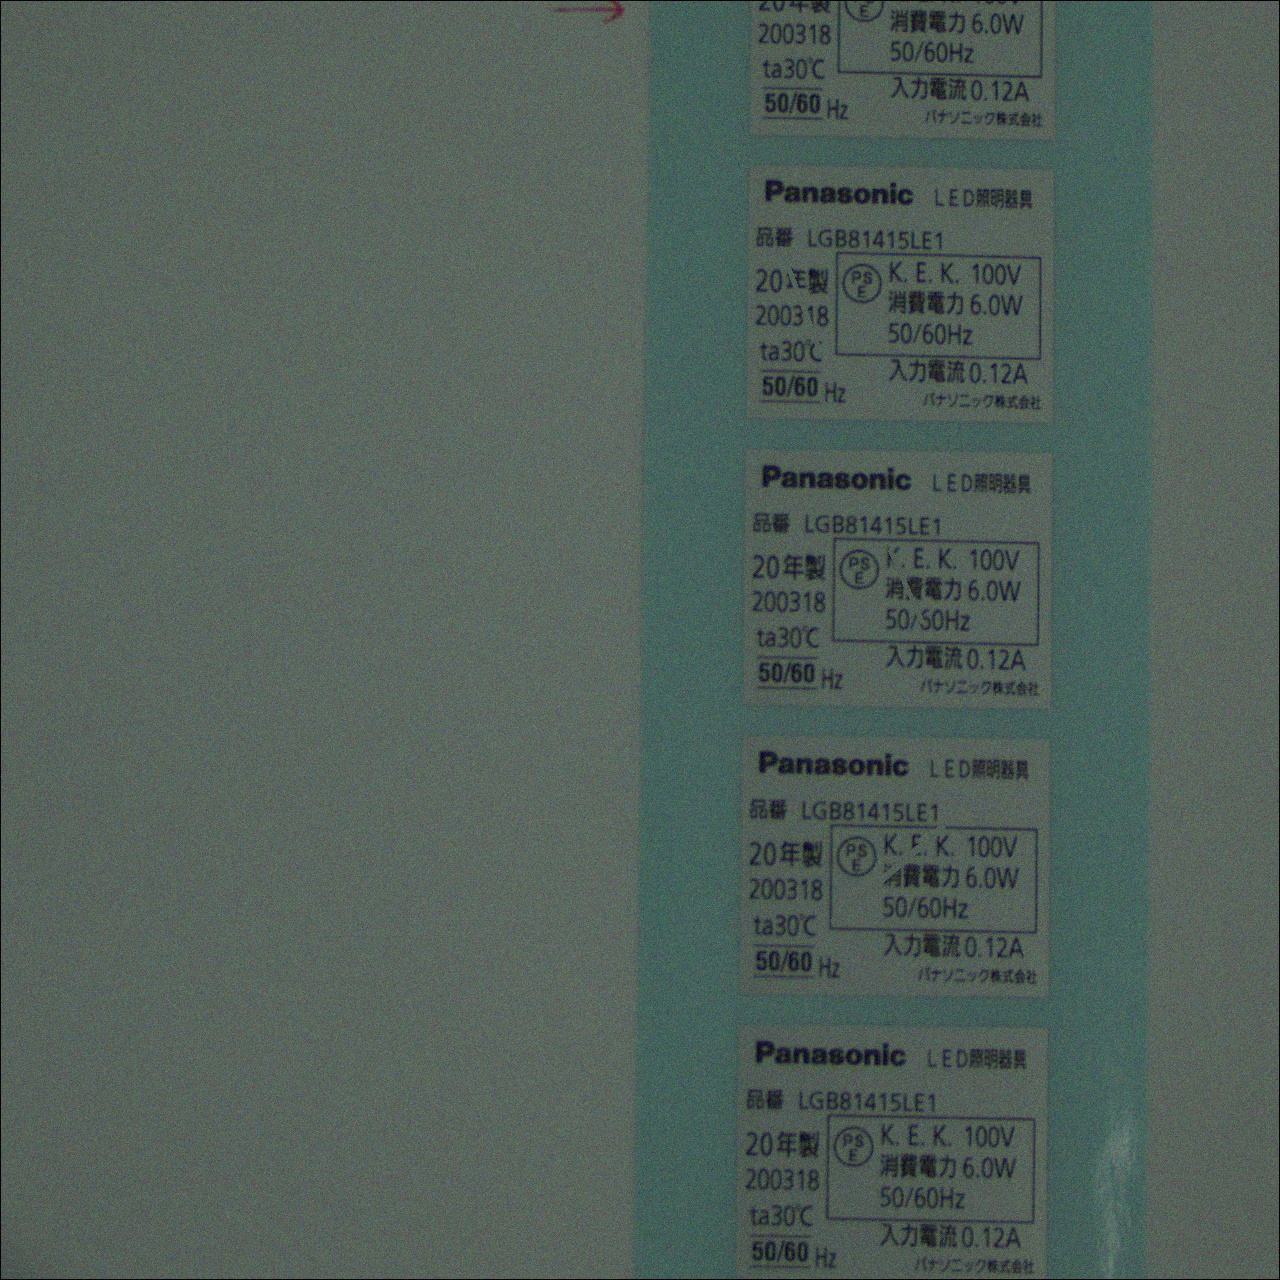 20年製
200318
消費電力 6.0W
50/60Hz
ta30℃
入力電流 0.12A
50/60 Hz
パナソニック株式会社
Panasonic LED照明器具
品番 LGB81415LE1
20 製 PSE K. E. K. 100V
200318 消費電力 6.0W
50/60Hz
ta30℃
入力電流 0.12A
50/60 Hz
パナソニック株式会社
Panasonic LED照明器具
品番 LGB81415LE1
20年製 PSE K. E. K. 100V
200318 消費電力 6.0W
50/60Hz
ta30℃
入力電流 0.12A
50/60 Hz
パナソニック株式会社
Panasonic LED照明器具
品番 LGB81415LE1
20年製 PSE K. E. K. 100V
200318 消費電力 6.0W
50/60Hz
ta30℃
入力電流 0.12A
50/60 Hz
パナソニック株式会社
Panasonic LED照明器具
品番 LGB81415LE1
20年製 PSE K. E. K. 100V
200318 消費電力 6.0W
50/60Hz
ta30℃
入力電流 0.12A
50/60 Hz
パナソニック株式会社